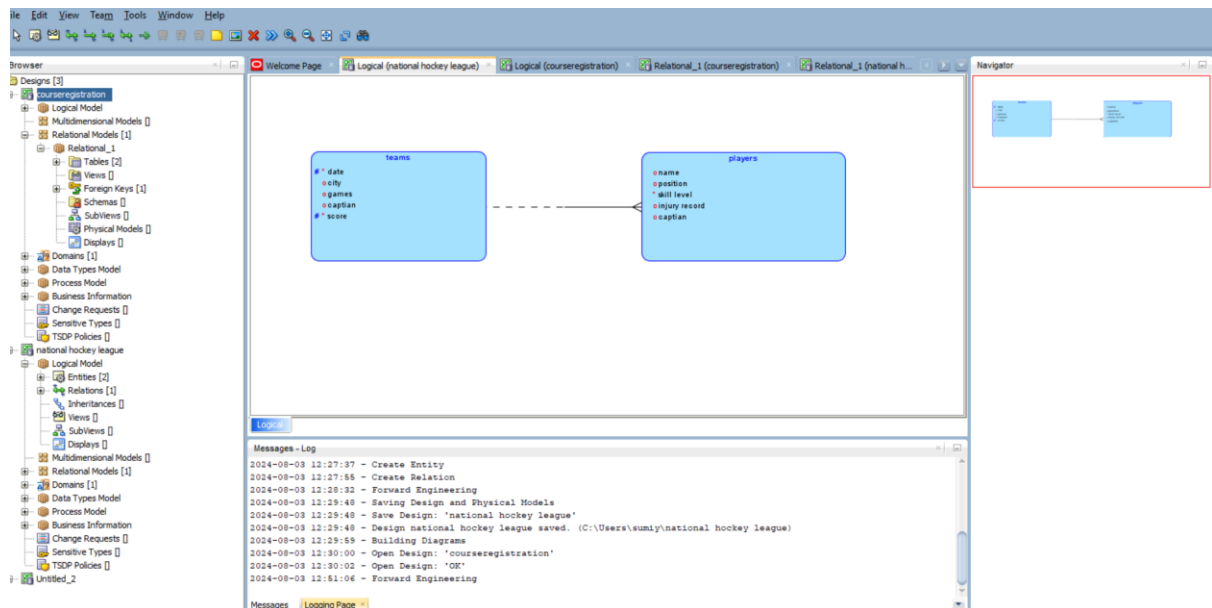 ile Edit View Team Tools Window Help
Browser
Designs [3]
courseregistration
Logical Model
Multidimensional Models []
Relational Models [1]
Relational_1
Tables [2]
Views []
Foreign Keys [1]
Schemas []
SubViews []
Physical Models []
Displays []
Domains [1]
Data Types Model
Process Model
Business Information
Change Requests []
Sensitive Types []
TSDP Policies []
national hockey league
Logical Model
Entities [2]
Relations [1]
Inheritances []
Views []
SubViews []
Displays []
Multidimensional Models []
Relational Models [1]
Domains [1]
Data Types Model
Process Model
Business Information
Change Requests []
Sensitive Types []
TSDP Policies []
Untitled_2
Welcome Page Logical (national hockey league) Logical (courseregistration) Relational_1 (courseregistration) Relational_1 (national h...
teams
# * date
o city
o games
o captian
# * score
players
o name
o position
* skill level
o injury record
o captian
Logical
Messages - Log
2024-08-03 12:27:37 - Create Entity
2024-08-03 12:27:55 - Create Relation
2024-08-03 12:28:32 - Forward Engineering
2024-08-03 12:29:48 - Saving Design and Physical Models
2024-08-03 12:29:48 - Save Design: 'national hockey league'
2024-08-03 12:29:48 - Design national hockey league saved. (C:\Users\sumiy\national hockey league)
2024-08-03 12:29:59 - Building Diagrams
2024-08-03 12:30:00 - Open Design: 'courseregistration'
2024-08-03 12:30:02 - Open Design: 'OK'
2024-08-03 12:51:06 - Forward Engineering
Messages Logging Page
Navigator